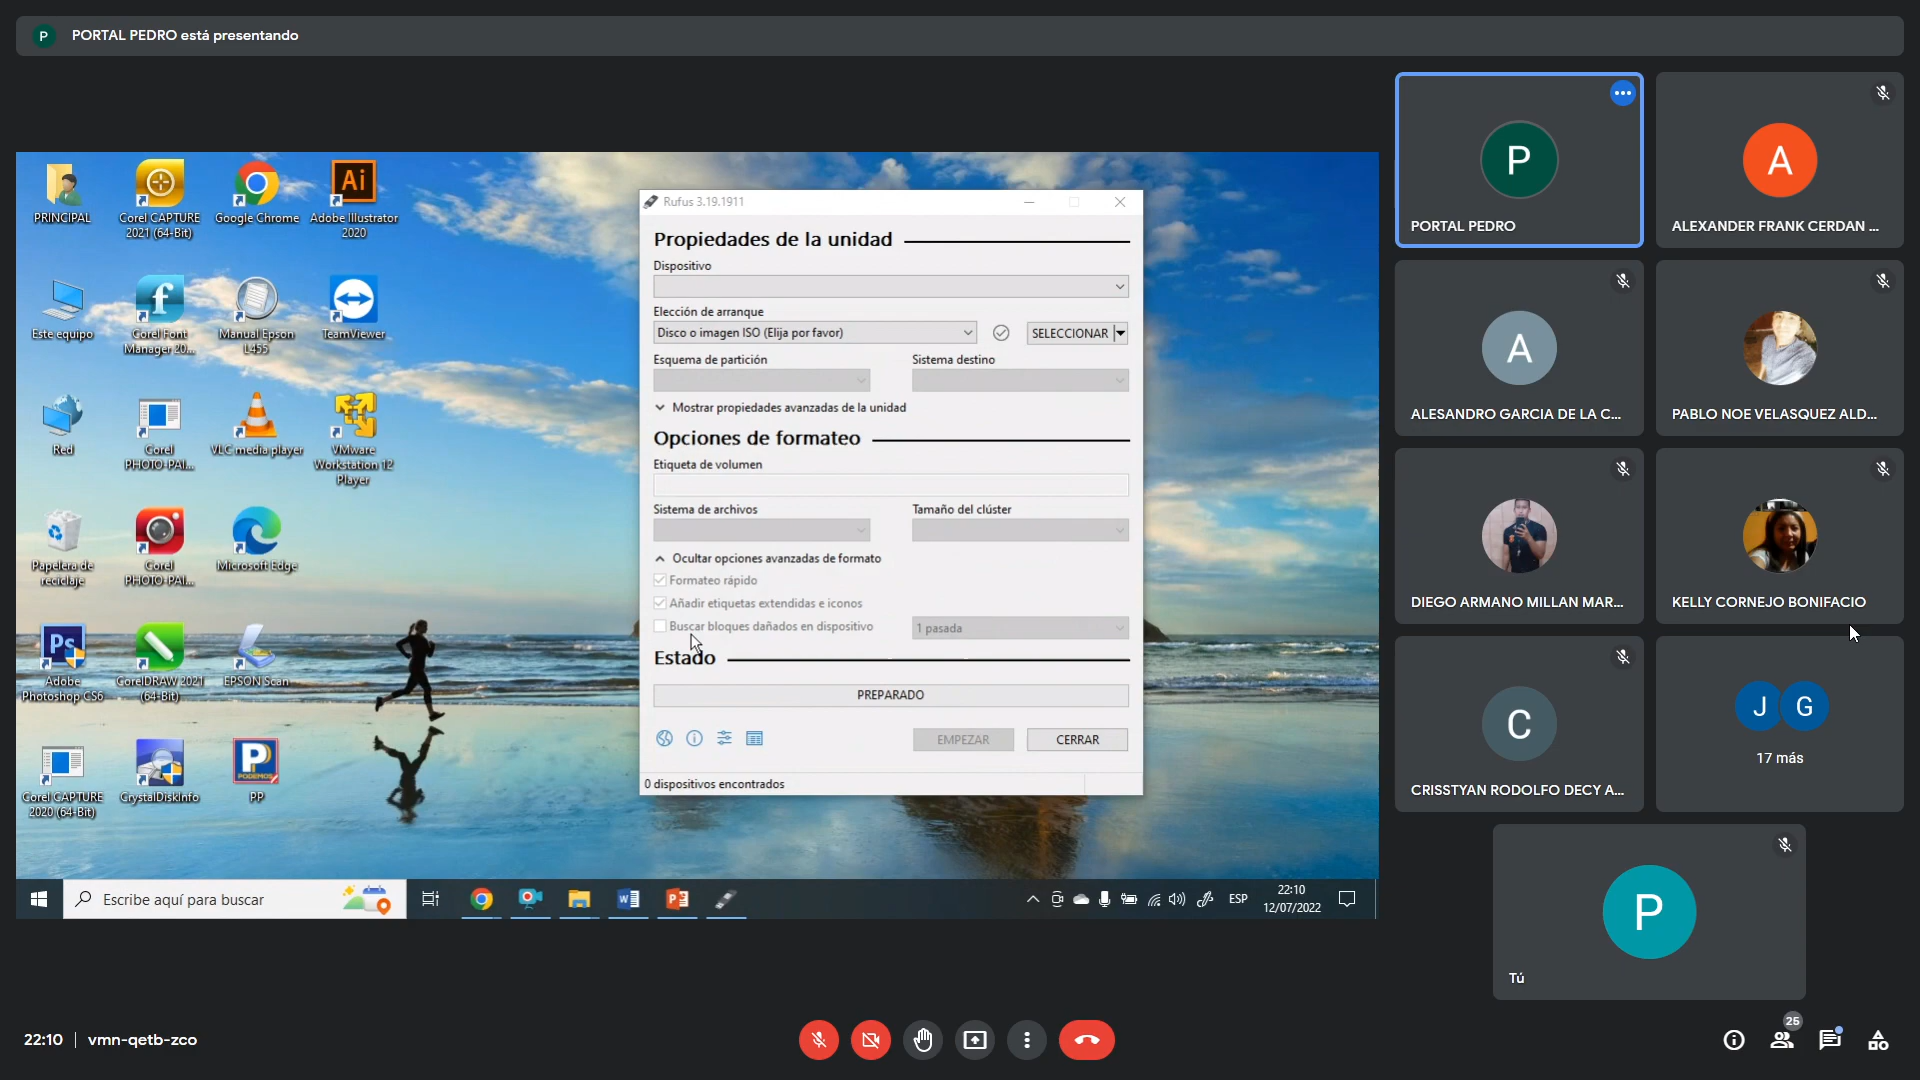 P PORTAL PEDRO está presentando
PRINCIPAL
Corel CAPTURE
2021 (64-Bit)
Google Chrome
Ai
Adobe Illustrator
2020
Este equipo
f
Corel Font
Manager 20...
Manual Epson
L455
TeamViewer
Red
Corel
PHOTO-PAI...
VLC media player
VMware
Workstation 12
Player
Papelera de
reciclaje
Corel
PHOTO-PAI...
Microsoft Edge
Ps
Adobe
Photoshop CS6
CorelDRAW 2021
(64-Bit)
EPSON Scan
Corel CAPTURE
2020 (64-Bit)
CrystalDiskInfo
P
PODEMOS
PP
Rufus 3.19.1911
Propiedades de la unidad
Dispositivo
Elección de arranque
Disco o imagen ISO (Elija por favor)
SELECCIONAR
Esquema de partición
Sistema destino
Mostrar propiedades avanzadas de la unidad
Opciones de formateo
Etiqueta de volumen
Sistema de archivos
Tamaño del clúster
Ocultar opciones avanzadas de formato
Formateo rápido
Añadir etiquetas extendidas e iconos
Buscar bloques dañados en dispositivo
1 pasada
Estado
PREPARADO
EMPEZAR
CERRAR
0 dispositivos encontrados
Escribe aquí para buscar
ESP
22:10
12/07/2022
P
PORTAL PEDRO
A
ALEXANDER FRANK CERDAN ...
A
ALESANDRO GARCIA DE LA C...
PABLO NOE VELASQUEZ ALD...
DIEGO ARMANO MILLAN MAR...
KELLY CORNEJO BONIFACIO
C
CRISSTYAN RODOLFO DECY A...
J G
17 más
P
Tú
22:10 | vmn-qetb-zco
25